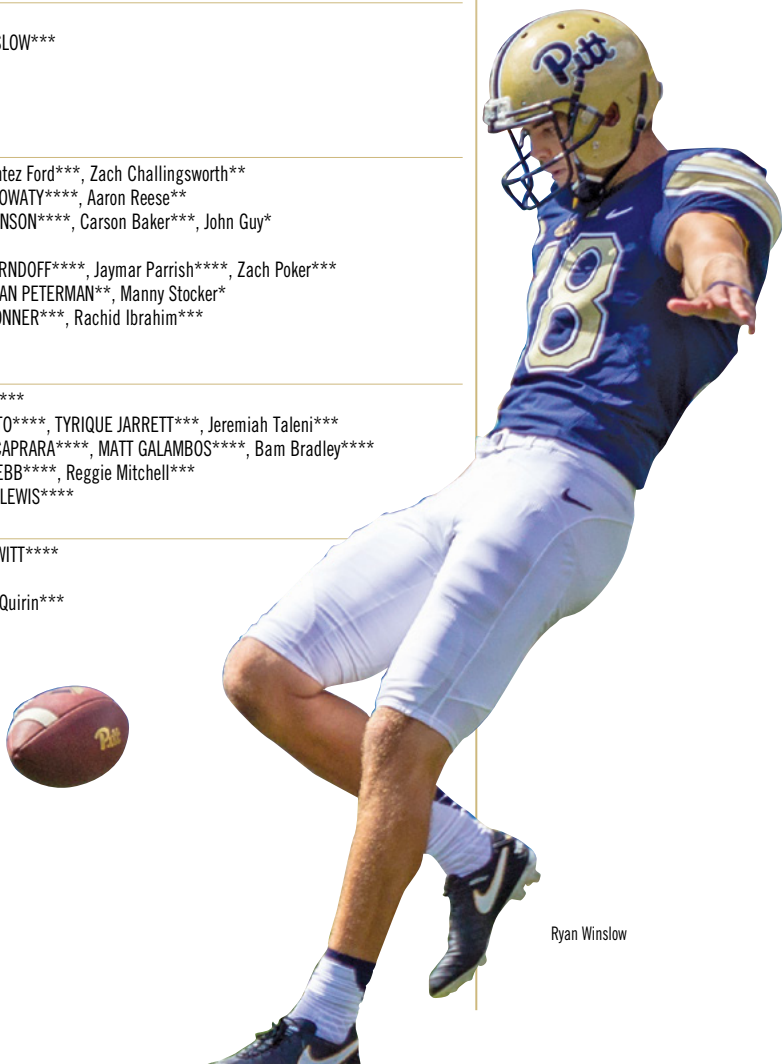 SLOW***
ntez Ford***, Zach Challingsworth**
OWATY****, Aaron Reese**
NSON****, Carson Baker***, John Guy*
RNDOFF****, Jaymar Parrish****, Zach Poker***
AN PETERMAN**, Manny Stocker*
ONNER***, Rachid Ibrahim***
***
TO****, TYRIQUE JARRETT***, Jeremiah Taleni***
CAPRARA****, MATT GALAMBOS****, Bam Bradley****
EBB****, Reggie Mitchell***
LEWIS****
WITT****
Quirin***
Pitt
18
Pitt
Ryan Winslow